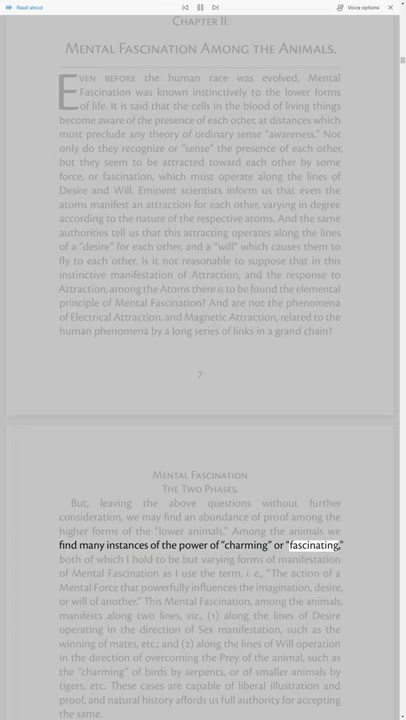 Read aloud
Voice options
CHAPTER II.
MENTAL FASCINATION AMONG THE ANIMALS.
EVEN BEFORE the human race was evolved, Mental
Fascination was known instinctively to the lower forms
of life. It is said that the cells in the blood of living things
become aware of the presence of each other, at distances which
must preclude any theory of ordinary sense "awareness." Not
only do they recognize or "sense" the presence of each other,
but they seem to be attracted toward each other by some
force, or fascination, which must operate along the lines of
Desire and Will. Eminent scientists inform us that even the
atoms manifest an attraction for each other, varying in degree
according to the nature of the respective atoms. And the same
authorities tell us that this attracting operates along the lines
of a "desire" for each other, and a "will" which causes them to
fly to each other. Is it not reasonable to suppose that in this
instinctive manifestation of Attraction, and the response to
Attraction, among the Atoms there is to be found the elemental
principle of Mental Fascination? And are not the phenomena
of Electrical Attraction, and Magnetic Attraction, related to the
human phenomena by a long series of links in a grand chain?
7
MENTAL FASCINATION
THE TWO PHASES.
But, leaving the above questions without further
consideration, we may find an abundance of proof among the
higher forms of the "lower animals." Among the animals we
find many instances of the power of "charming" or "fascinating,"
both of which I hold to be but varying forms of manifestation
of Mental Fascination as I use the term, i. e., "The action of a
Mental Force that powerfully influences the imagination, desire,
or will of another." This Mental Fascination, among the animals,
manifests along two lines, viz., (1) along the lines of Desire
operating in the direction of Sex manifestation, such as the
winning of mates, etc.; and (2) along the lines of Will operation
in the direction of overcoming the Prey of the animal, such as
the "charming" of birds by serpents, or of smaller animals by
tigers, etc. These cases are capable of liberal illustration and
proof, and natural history affords us full authority for accepting
the same.